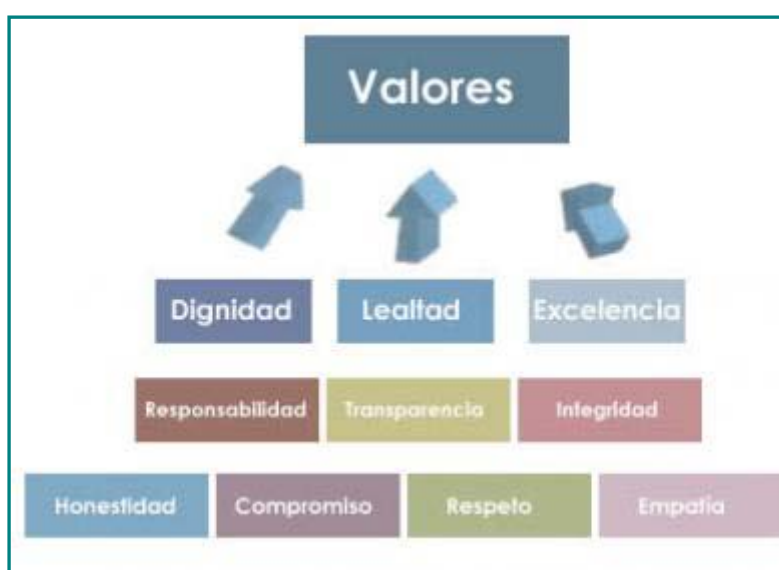 Valores
Dignidad Lealtad Excelencia
Responsabilidad Transparencia Integridad
Honestidad Compromiso Respeto Empatía